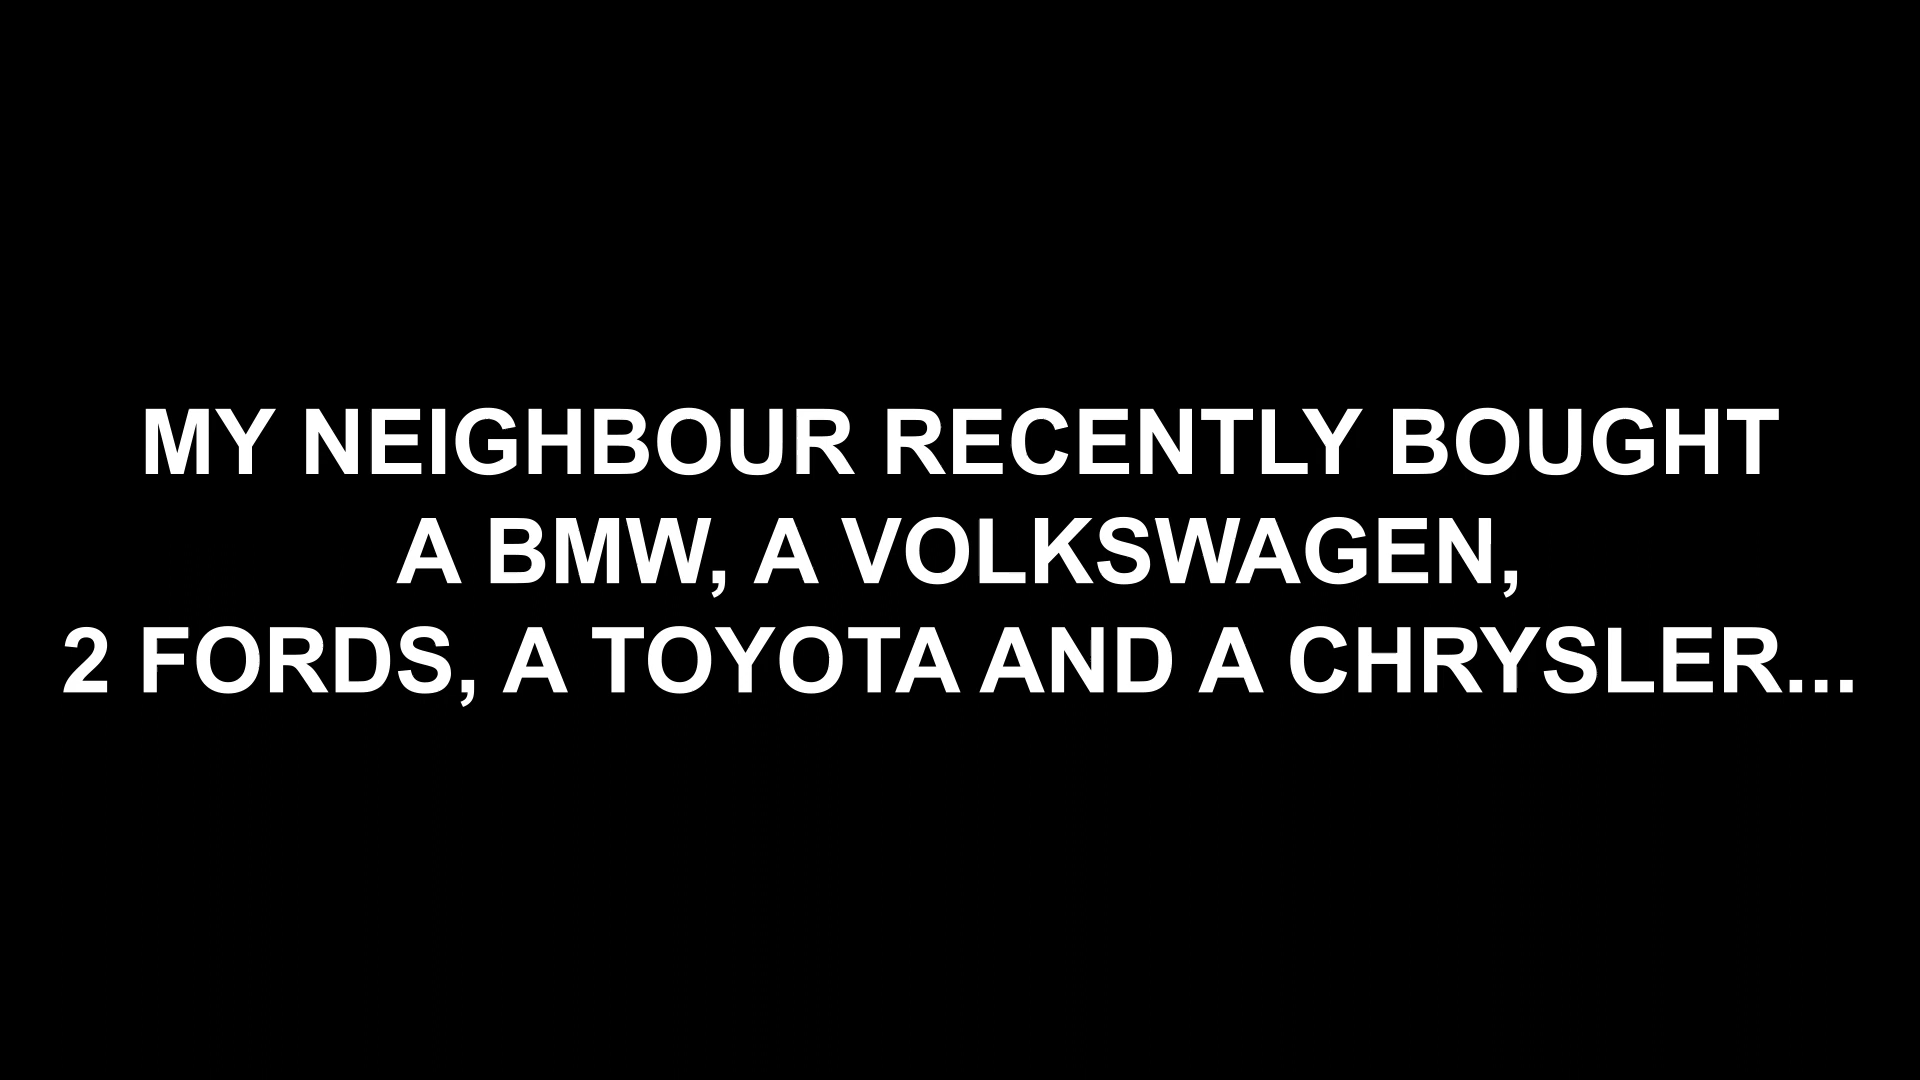 MY NEIGHBOUR RECENTLY BOUGHT
A BMW, A VOLKSWAGEN,
2 FORDS, A TOYOTA AND A CHRYSLER...